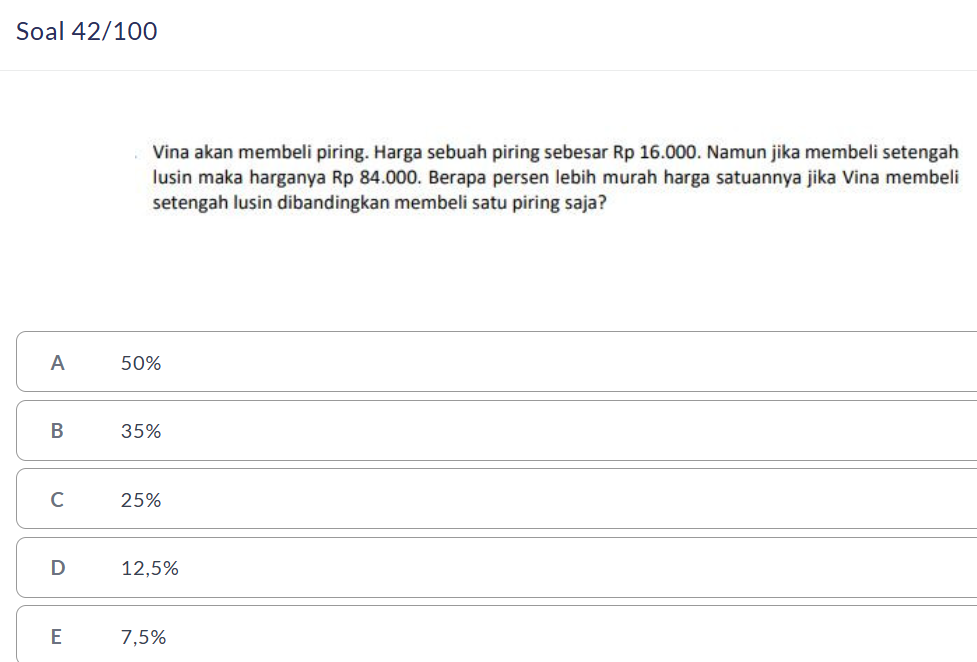 Soal 42/100
Vina akan membeli piring. Harga sebuah piring sebesar Rp 16.000. Namun jika membeli setengah
lusin maka harganya Rp 84.000. Berapa persen lebih murah harga satuannya jika Vina membeli
setengah lusin dibandingkan membeli satu piring saja?
A 50%
B 35%
C 25%
D 12,5%
E 7,5%